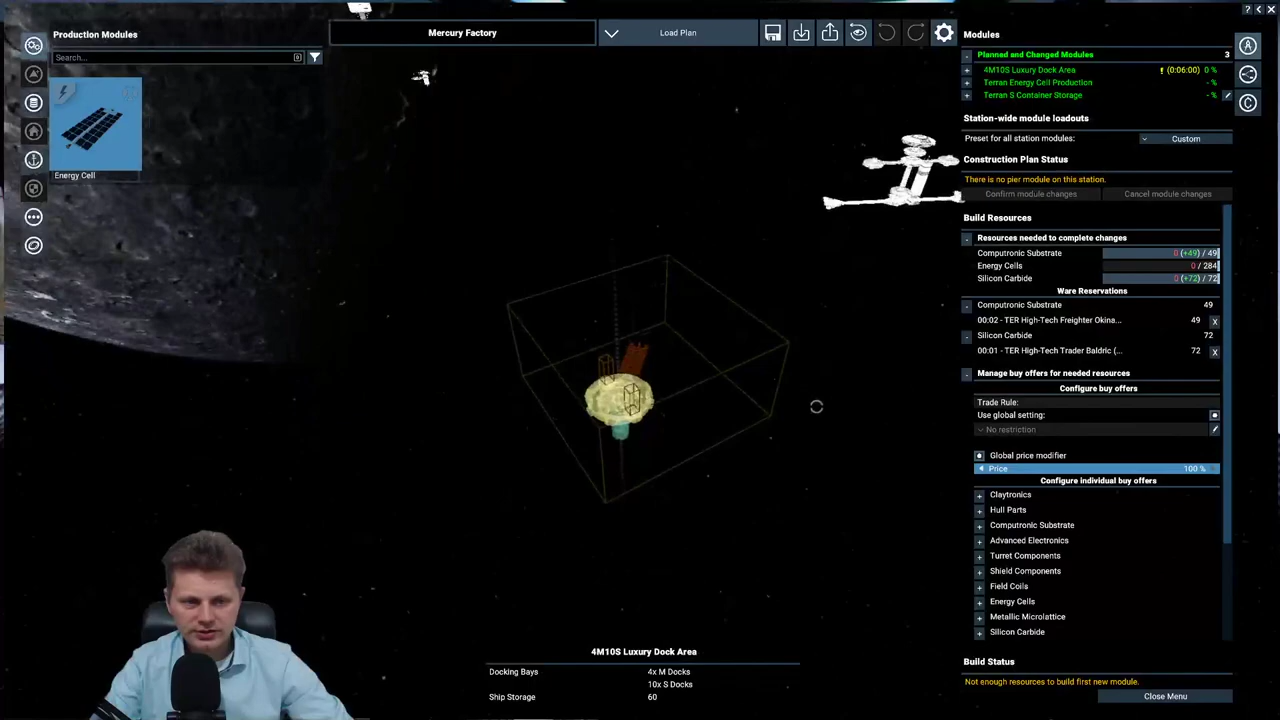 Production Modules
Search...
Energy Cell
Mercury Factory
Load Plan
? < ×
Modules
- Planned and Changed Modules 3
+ 4M10S Luxury Dock Area ! (0:06:00) 0 %
+ Terran Energy Cell Production - %
+ Terran S Container Storage - %
Station-wide module loadouts
Preset for all station modules: Custom
Construction Plan Status
There is no pier module on this station.
Confirm module changes Cancel module changes
Build Resources
- Resources needed to complete changes
Computronic Substrate 0 (+49) / 49
Energy Cells 0 / 284
Silicon Carbide 0 (+72) / 72
Ware Reservations
- Computronic Substrate 49
00:02 - TER High-Tech Freighter Okina... 49 X
- Silicon Carbide 72
00:01 - TER High-Tech Trader Baldric (... 72 X
- Manage buy offers for needed resources
Configure buy offers
Trade Rule:
Use global setting:
No restriction
Global price modifier
Price 100 %
Configure individual buy offers
+ Claytronics
+ Hull Parts
+ Computronic Substrate
+ Advanced Electronics
+ Turret Components
+ Shield Components
+ Field Coils
+ Energy Cells
+ Metallic Microlattice
+ Silicon Carbide
Build Status
Not enough resources to build first new module.
Close Menu
4M10S Luxury Dock Area
Docking Bays 4x M Docks
10x S Docks
Ship Storage 60